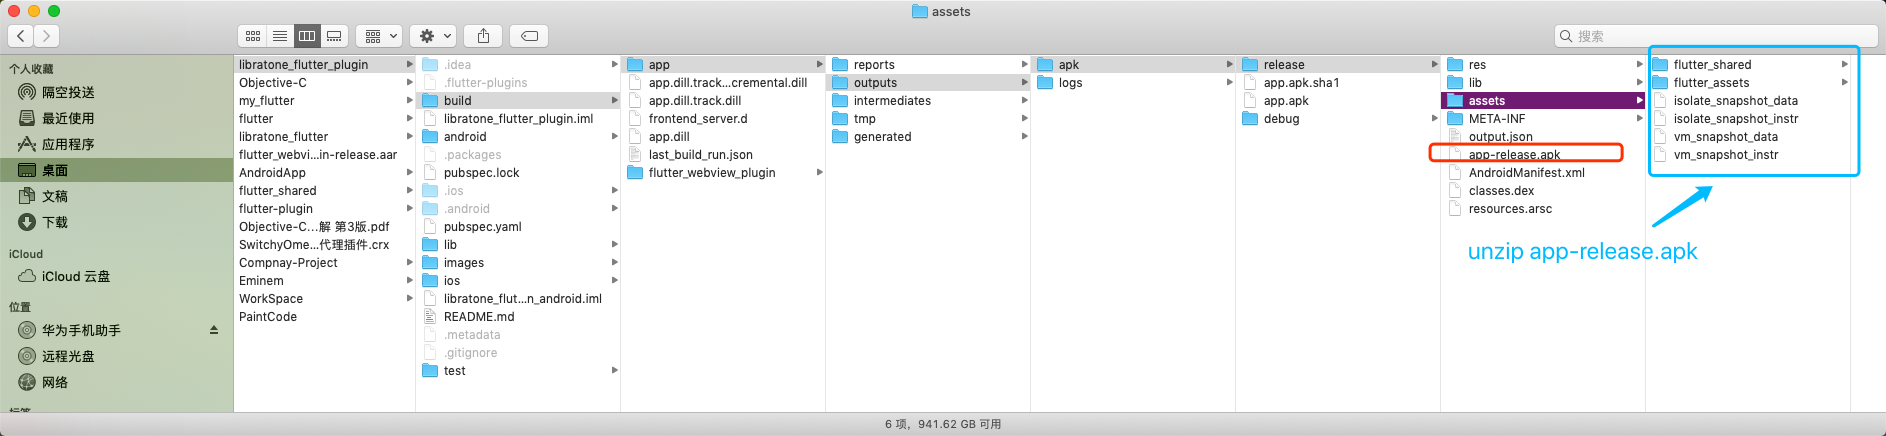 assets
搜索
个人收藏
隔空投送
最近使用
应用程序
桌面
文稿
下载
iCloud
iCloud 云盘
位置
华为手机助手
远程光盘
网络
标签
libratone_flutter_plugin
Objective-C
my_flutter
flutter
libratone_flutter
flutter_webvi...in-release.aar
AndroidApp
flutter_shared
flutter-plugin
Objective-C...解 第3版.pdf
SwitchyOme...代理插件.crx
Compnay-Project
Eminem
WorkSpace
PaintCode
.idea
.flutter-plugins
build
libratone_flutter_plugin.iml
android
.packages
pubspec.lock
.ios
.android
pubspec.yaml
lib
images
ios
libratone_flut...n_android.iml
README.md
.metadata
.gitignore
test
app
app.dill.track...cremental.dill
app.dill.track.dill
frontend_server.d
app.dill
last_build_run.json
flutter_webview_plugin
reports
outputs
intermediates
tmp
generated
apk
logs
release
app.apk.sha1
app.apk
debug
res
lib
assets
META-INF
output.json
app-release.apk
AndroidManifest.xml
classes.dex
resources.arsc
flutter_shared
flutter_assets
isolate_snapshot_data
isolate_snapshot_instr
vm_snapshot_data
vm_snapshot_instr
unzip app-release.apk
6 项，941.62 GB 可用